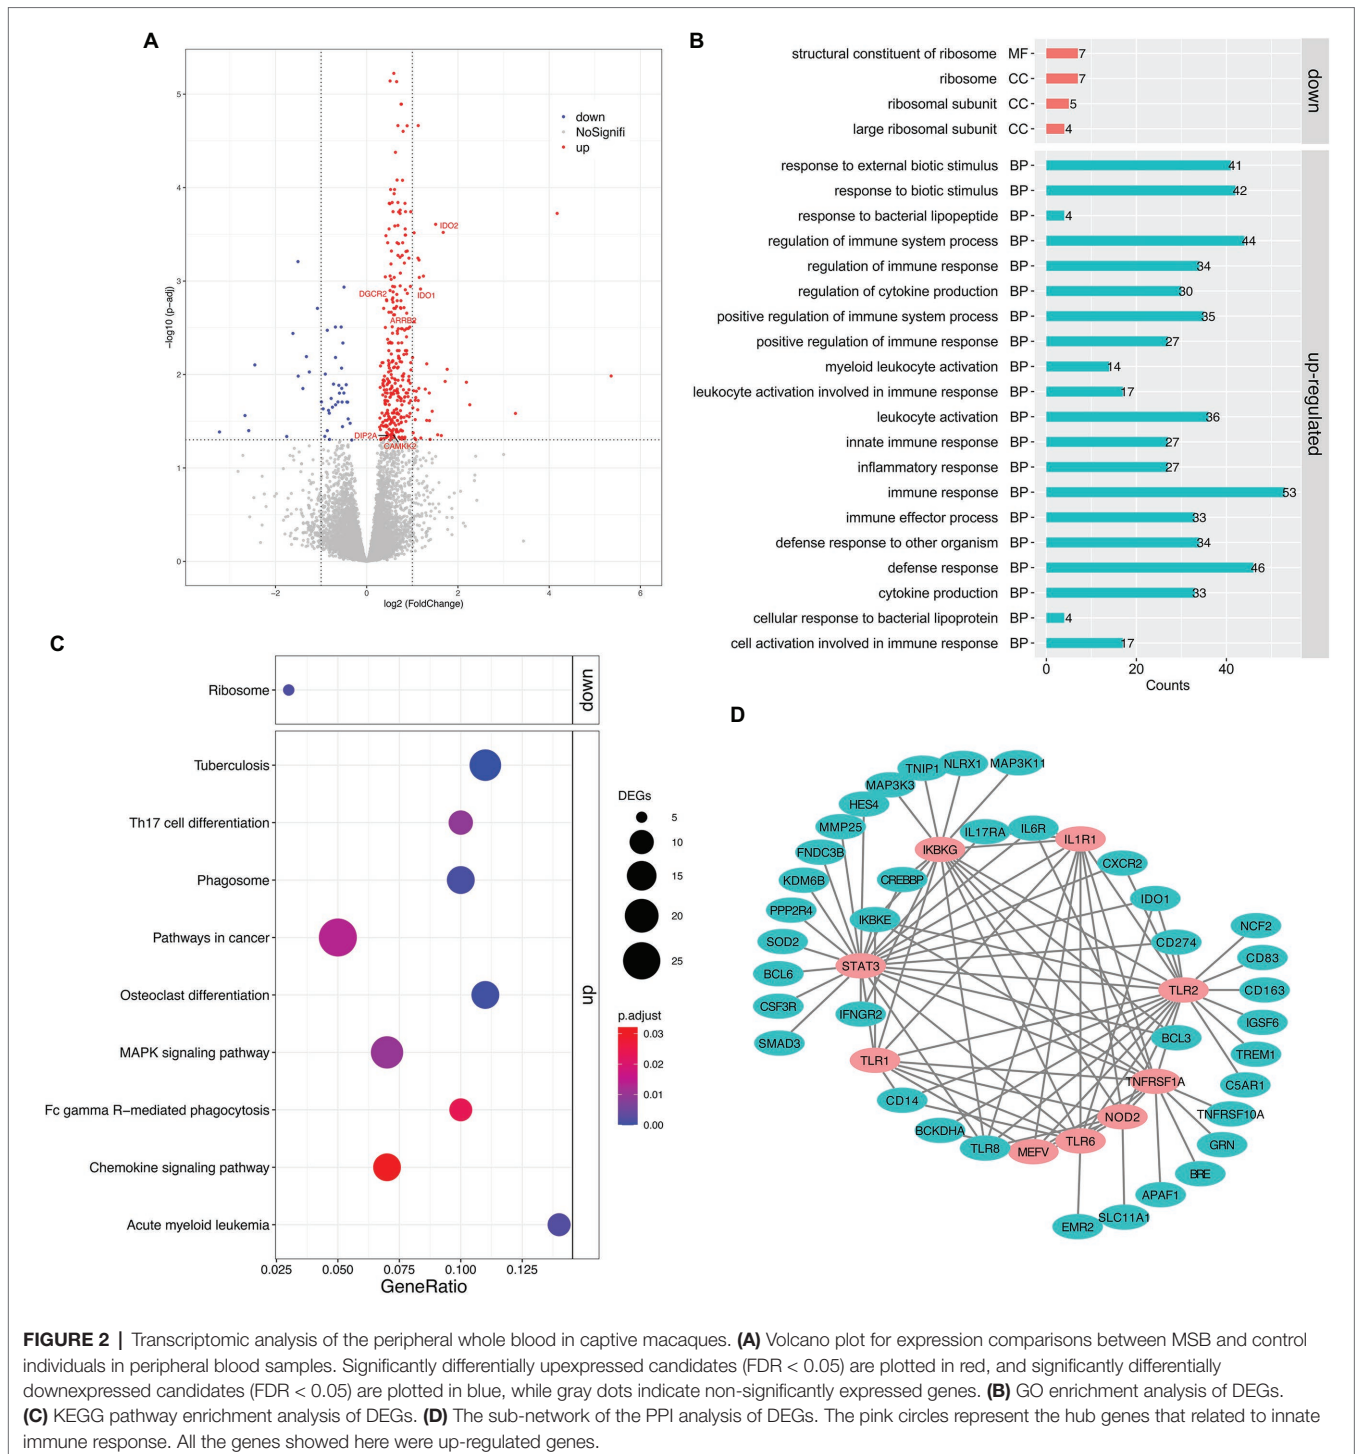 A
−log10 (p−adj)
5
4
3
2
1
0
−2
0
2
4
6
log2 (FoldChange)
down
NoSignifi
up
IDO2
DGCR2
IDO1
ARRB2
DIP2A
CAMKK2
B
structural constituent of ribosome MF 7
ribosome CC 7
ribosomal subunit CC 5
large ribosomal subunit CC 4
down
response to external biotic stimulus BP 41
response to biotic stimulus BP 42
response to bacterial lipopeptide BP 4
regulation of immune system process BP 44
regulation of immune response BP 34
regulation of cytokine production BP 30
positive regulation of immune system process BP 35
positive regulation of immune response BP 27
myeloid leukocyte activation BP 14
leukocyte activation involved in immune response BP 17
leukocyte activation BP 36
innate immune response BP 27
inflammatory response BP 27
immune response BP 53
immune effector process BP 33
defense response to other organism BP 34
defense response BP 46
cytokine production BP 33
cellular response to bacterial lipoprotein BP 4
cell activation involved in immune response BP 17
up-regulated
0 20 40
Counts
C
Ribosome
down
Tuberculosis
Th17 cell differentiation
Phagosome
Pathways in cancer
Osteoclast differentiation
MAPK signaling pathway
Fc gamma R−mediated phagocytosis
Chemokine signaling pathway
Acute myeloid leukemia
up
0.025 0.050 0.075 0.100 0.125
GeneRatio
DEGs
5
10
15
20
25
p.adjust
0.03
0.02
0.01
0.00
D
TNIP1
NLRX1
MAP3K11
MAP3K3
HES4
MMP25
IL17RA
IL6R
IL1R1
FNDC3B
IKBKG
CXCR2
KDM6B
CREBBP
IDO1
PPP2R4
IKBKE
NCF2
SOD2
CD274
CD83
BCL6
STAT3
TLR2
CD163
CSF3R
IFNGR2
IGSF6
SMAD3
BCL3
TREM1
TLR1
TNFRSF1A
C5AR1
CD14
NOD2
TNFRSF10A
BCKDHA
TLR8
MEFV
TLR6
GRN
BRE
APAF1
SLC11A1
EMR2
FIGURE 2 | Transcriptomic analysis of the peripheral whole blood in captive macaques. (A) Volcano plot for expression comparisons between MSB and control
individuals in peripheral blood samples. Significantly differentially upexpressed candidates (FDR < 0.05) are plotted in red, and significantly differentially
downexpressed candidates (FDR < 0.05) are plotted in blue, while gray dots indicate non-significantly expressed genes. (B) GO enrichment analysis of DEGs.
(C) KEGG pathway enrichment analysis of DEGs. (D) The sub-network of the PPI analysis of DEGs. The pink circles represent the hub genes that related to innate
immune response. All the genes showed here were up-regulated genes.